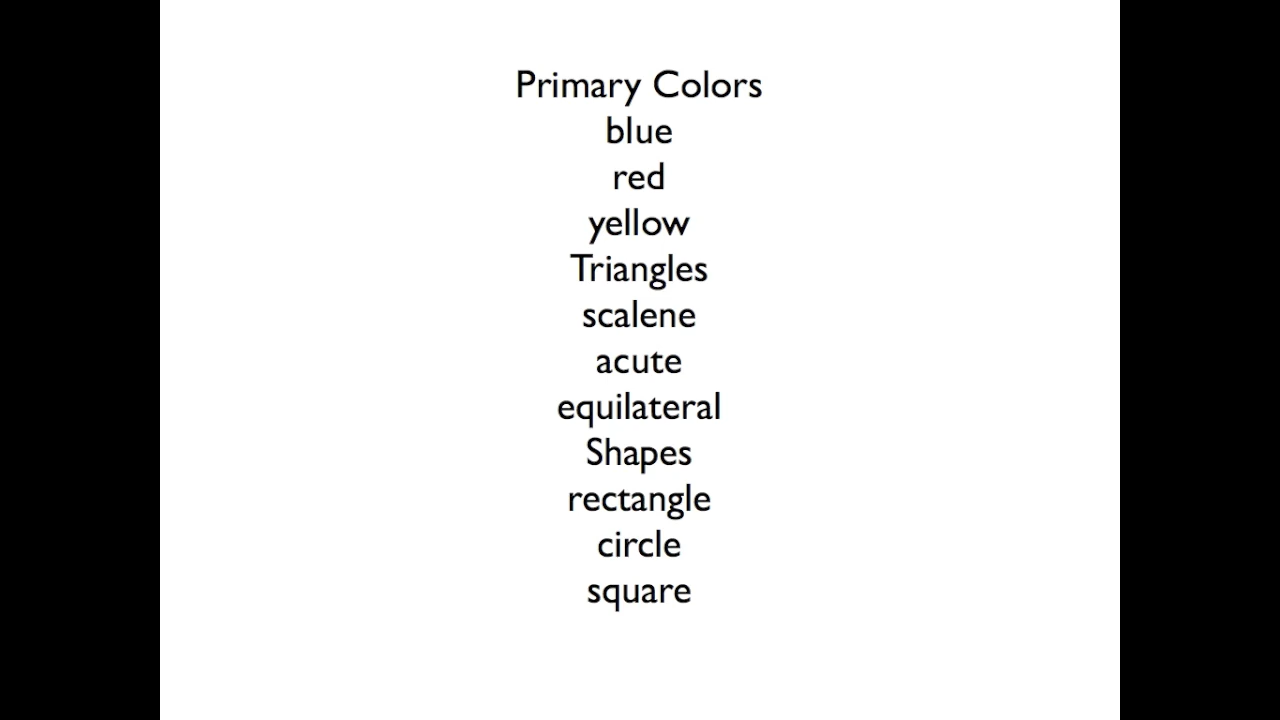 Primary Colors
blue
red
yellow
Triangles
scalene
acute
equilateral
Shapes
rectangle
circle
square